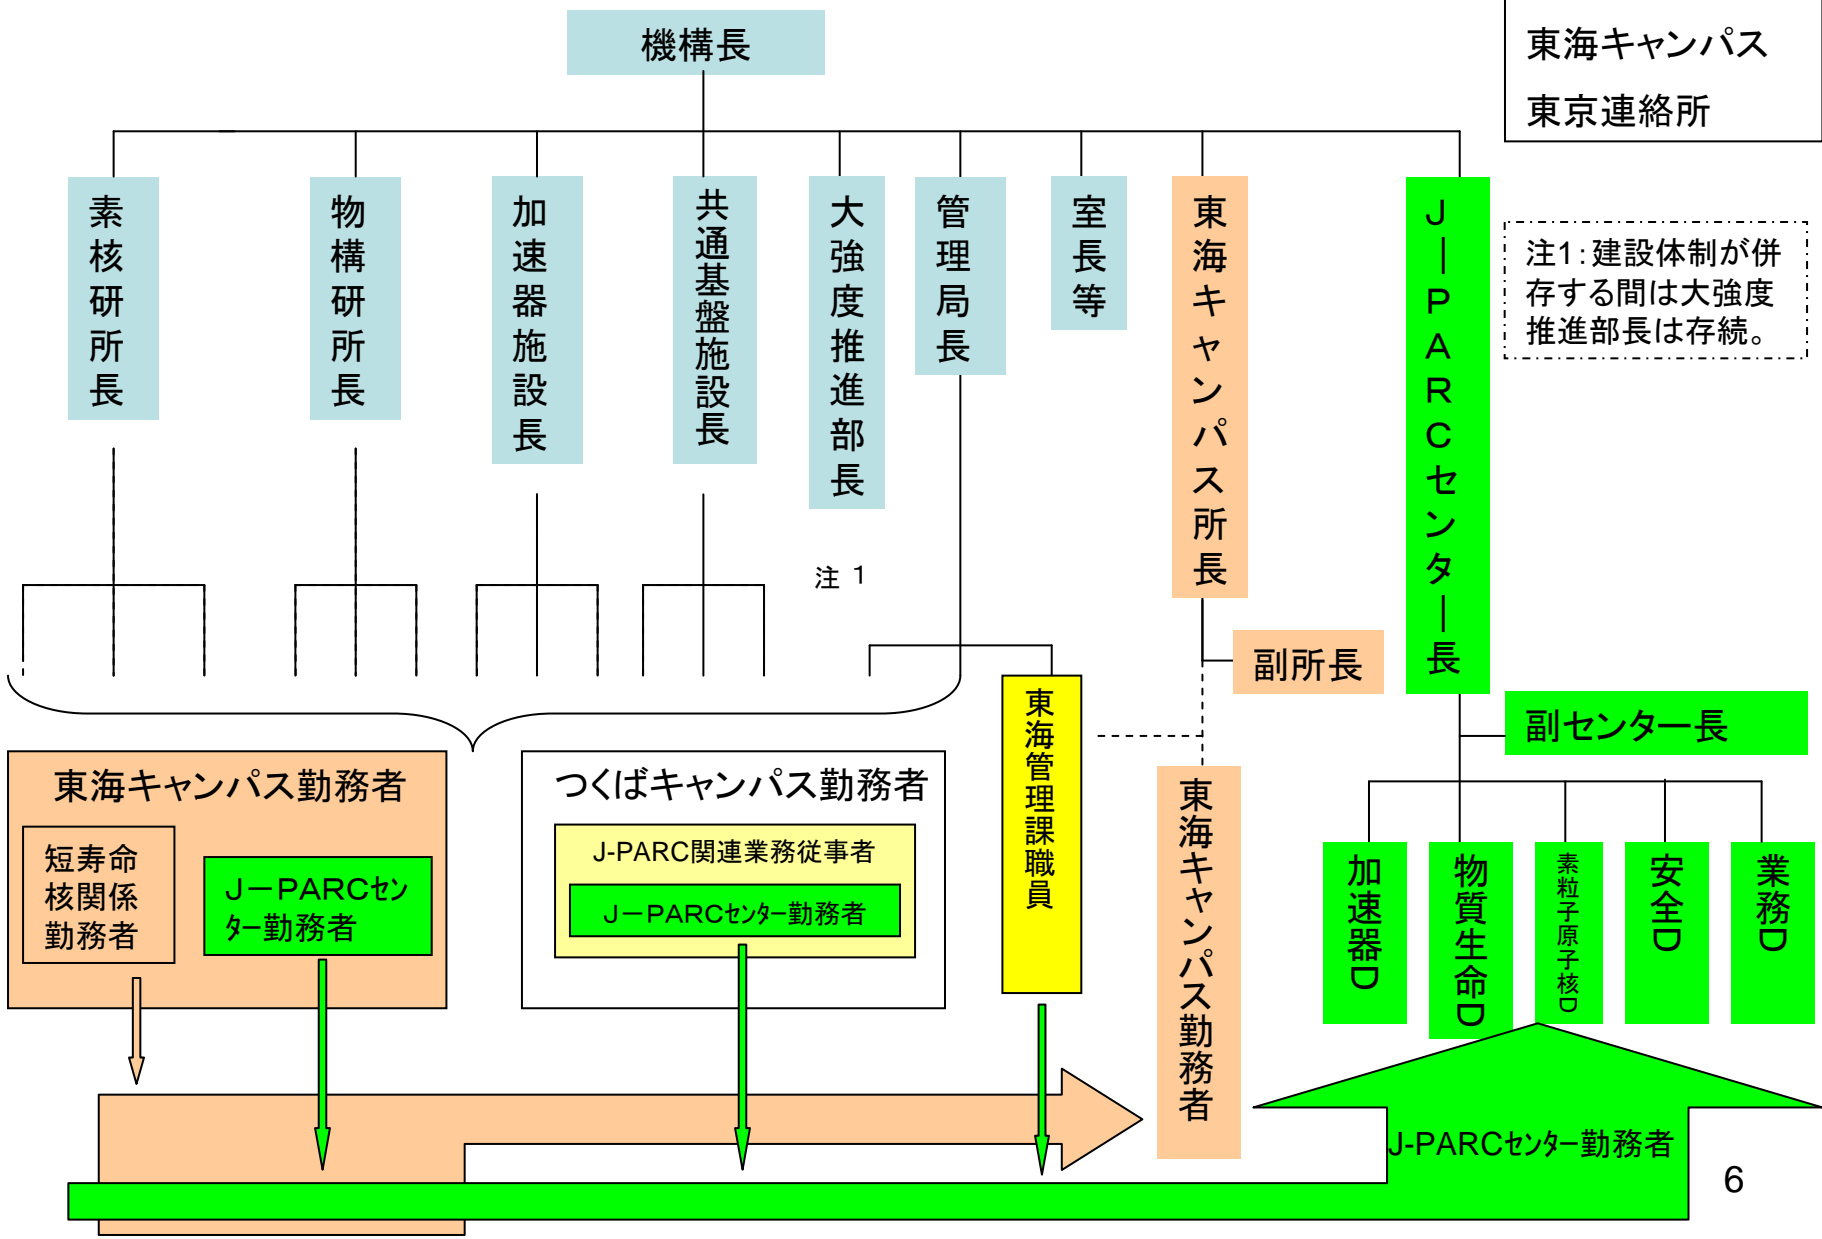 機構長
東海キャンパス
東京連絡所
素核研所長
物構研所長
加速器施設長
共通基盤施設長
大強度推進部長
管理局長
室長等
東海キャンパス所長
J－PARCセンター長
注1：建設体制が併
存する間は大強度
推進部長は存続。
注 1
副所長
副センター長
東海キャンパス勤務者
短寿命
核関係
勤務者
J－PARCセン
ター勤務者
つくばキャンパス勤務者
J-PARC関連業務従事者
J－PARCセンター勤務者
東海管理課職員
東海キャンパス勤務者
加速器D
物質生命D
素粒子原子核D
安全D
業務D
J-PARCセンター勤務者
6